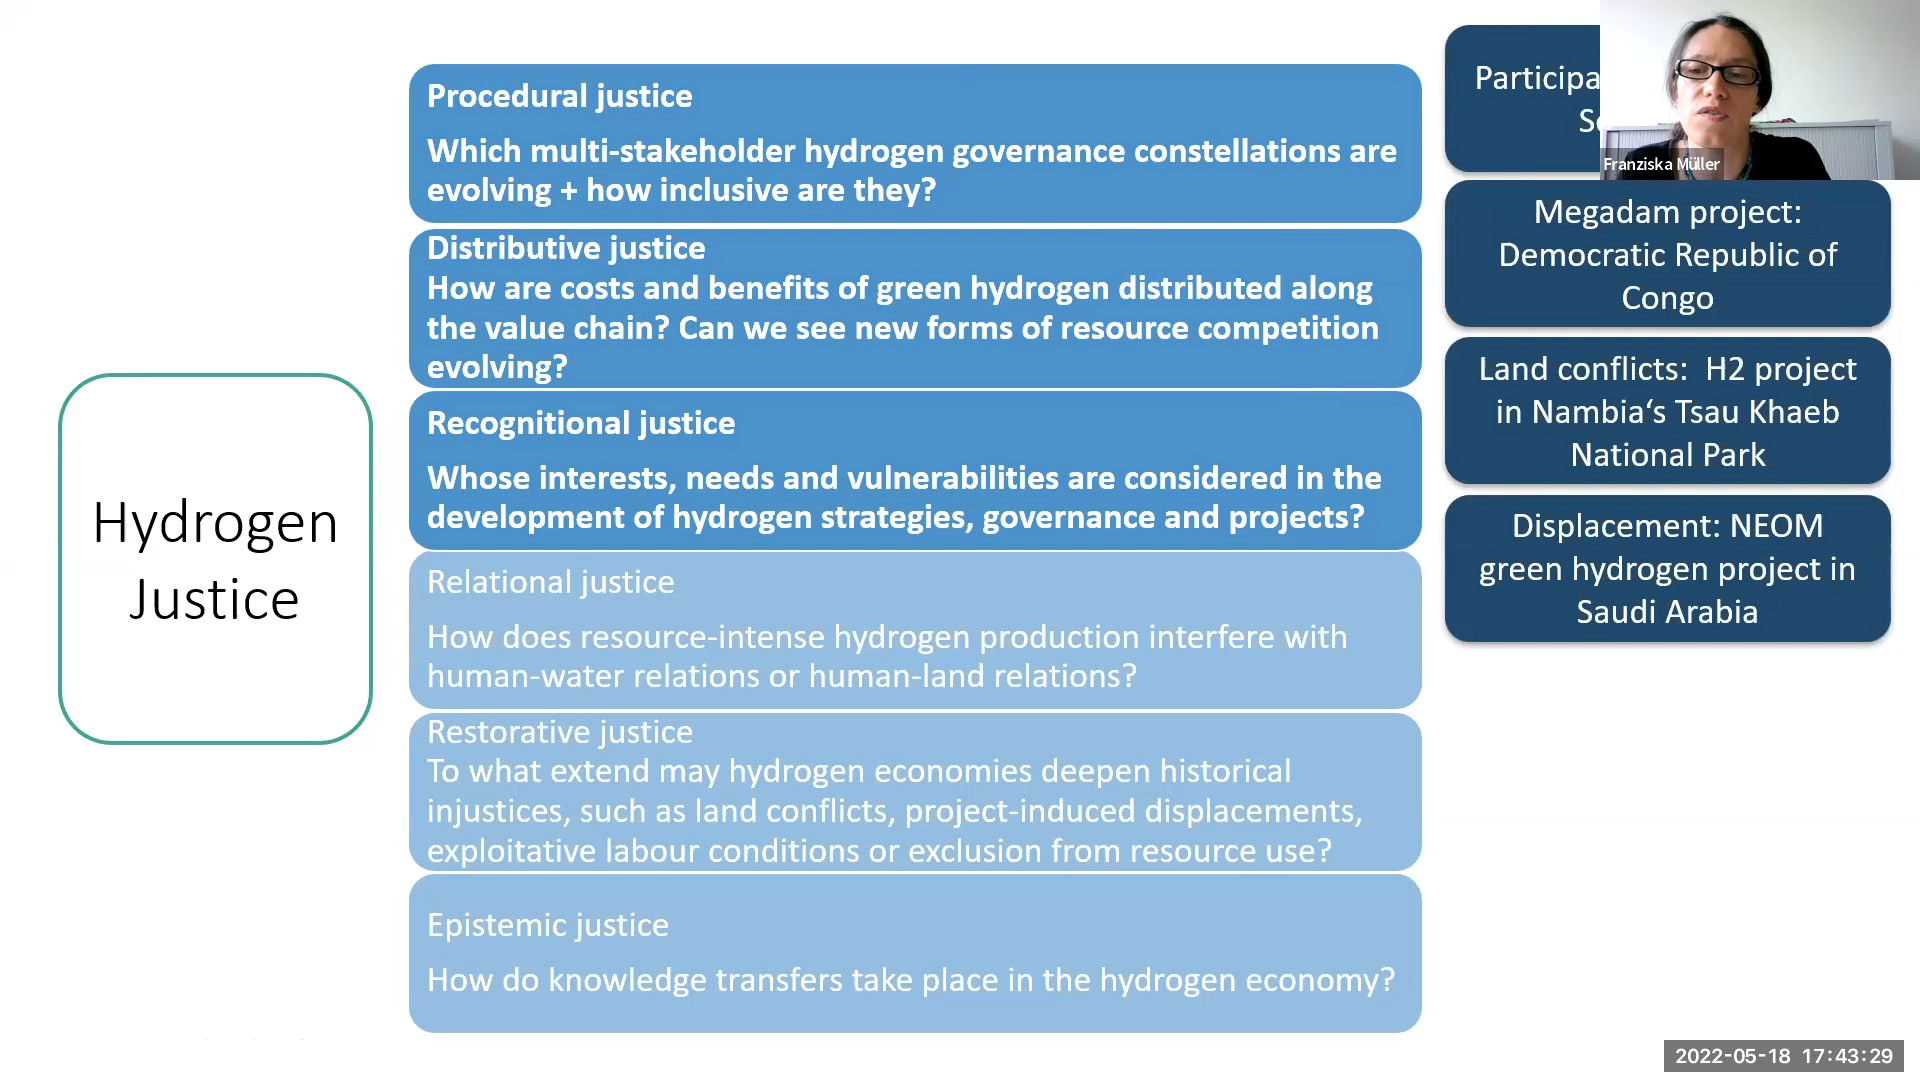 Hydrogen
Justice
Procedural justice
Which multi-stakeholder hydrogen governance constellations are
evolving + how inclusive are they?
Distributive justice
How are costs and benefits of green hydrogen distributed along
the value chain? Can we see new forms of resource competition
evolving?
Recognitional justice
Whose interests, needs and vulnerabilities are considered in the
development of hydrogen strategies, governance and projects?
Relational justice
How does resource-intense hydrogen production interfere with
human-water relations or human-land relations?
Restorative justice
To what extend may hydrogen economies deepen historical
injustices, such as land conflicts, project-induced displacements,
exploitative labour conditions or exclusion from resource use?
Epistemic justice
How do knowledge transfers take place in the hydrogen economy?
Franziska Müller
Megadam project:
Democratic Republic of
Congo
Land conflicts:  H2 project
in Nambia‘s Tsau Khaeb
National Park
Displacement: NEOM
green hydrogen project in
Saudi Arabia
2022-05-18 17:43:29